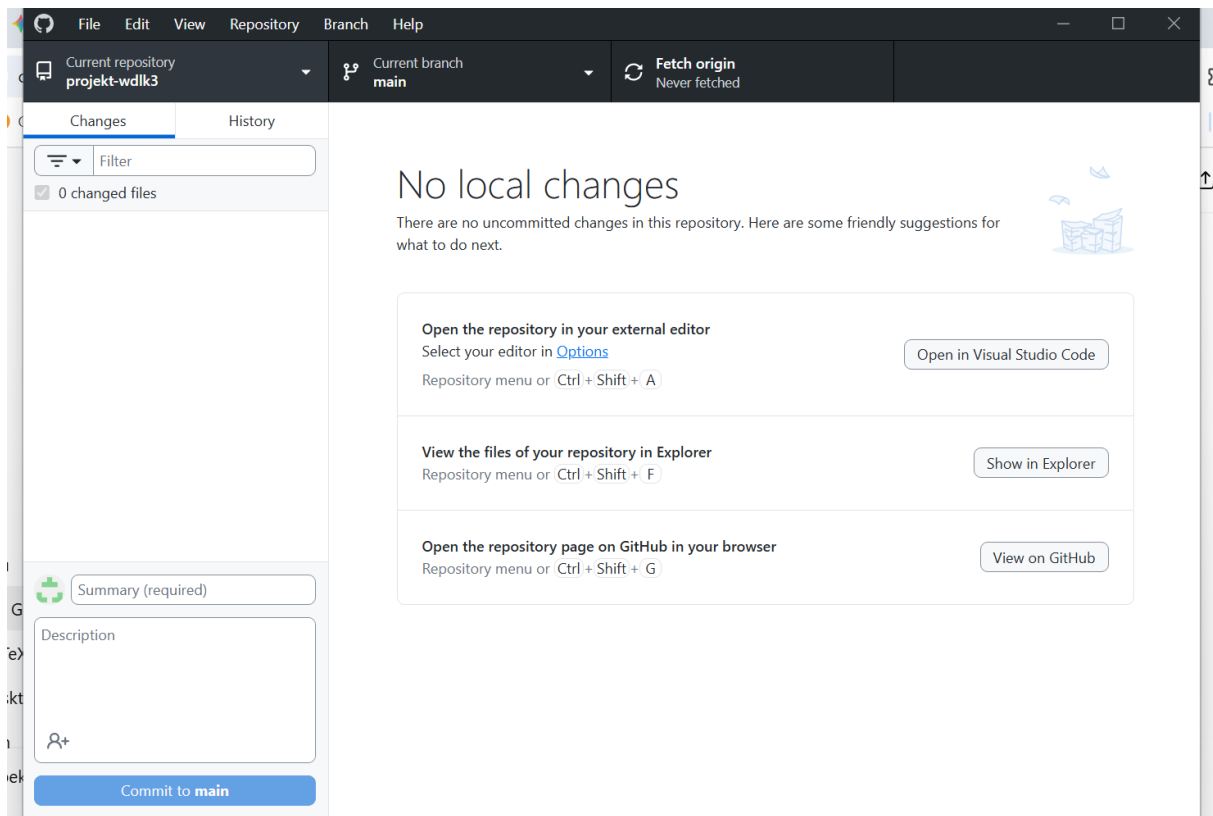 File Edit View Repository Branch Help
Current repository
projekt-wdlk3
Current branch
main
Fetch origin
Never fetched
Changes
History
Filter
0 changed files
No local changes
There are no uncommitted changes in this repository. Here are some friendly suggestions for
what to do next.
Open the repository in your external editor
Select your editor in Options
Repository menu or Ctrl + Shift + A
Open in Visual Studio Code
View the files of your repository in Explorer
Repository menu or Ctrl + Shift + F
Show in Explorer
Open the repository page on GitHub in your browser
Repository menu or Ctrl + Shift + G
View on GitHub
Summary (required)
Description
Commit to main